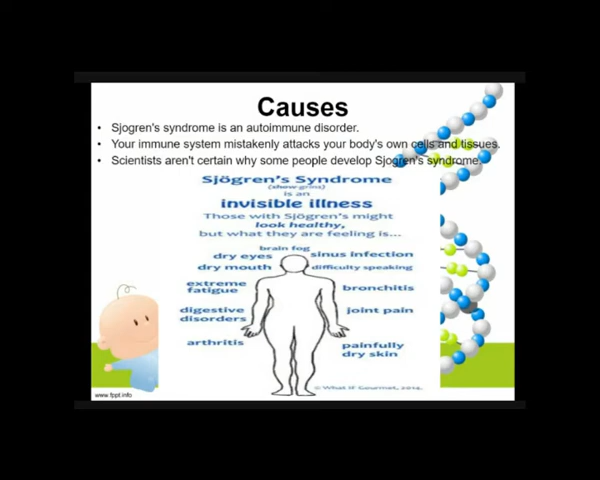 Causes
• Sjogren's syndrome is an autoimmune disorder.
• Your immune system mistakenly attacks your body's own cells and tissues.
• Scientists aren't certain why some people develop Sjogren's syndrome.
Sjögren's Syndrome
(show-grins)
is an
invisible illness
Those with Sjögren's might
look healthy,
but what they are feeling is...
brain fog
dry eyes
sinus infection
dry mouth
difficulty speaking
extreme
fatigue
bronchitis
digestive
disorders
joint pain
arthritis
painfully
dry skin
© What IF Gourmet, 2014.
www.fppt.info